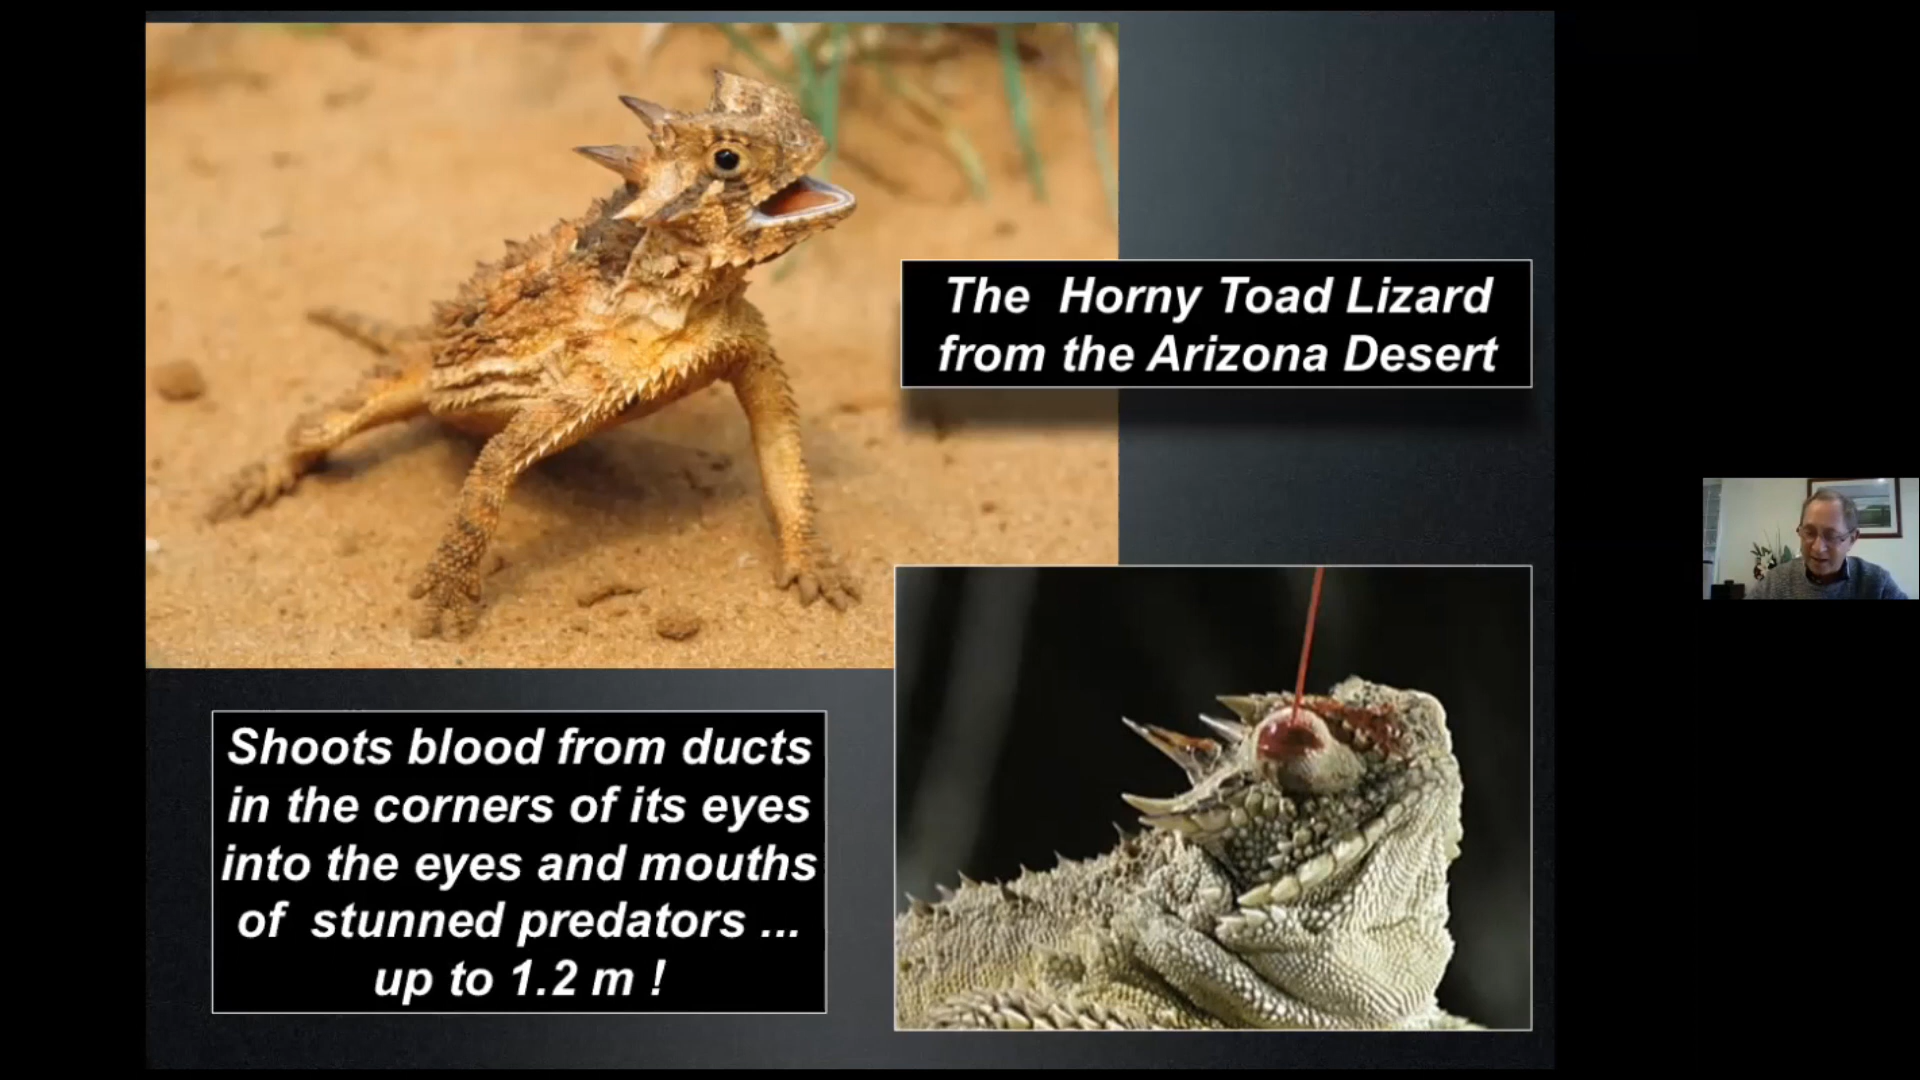 The Horny Toad Lizard
from the Arizona Desert
Shoots blood from ducts
in the corners of its eyes
into the eyes and mouths
of stunned predators ...
up to 1.2 m !